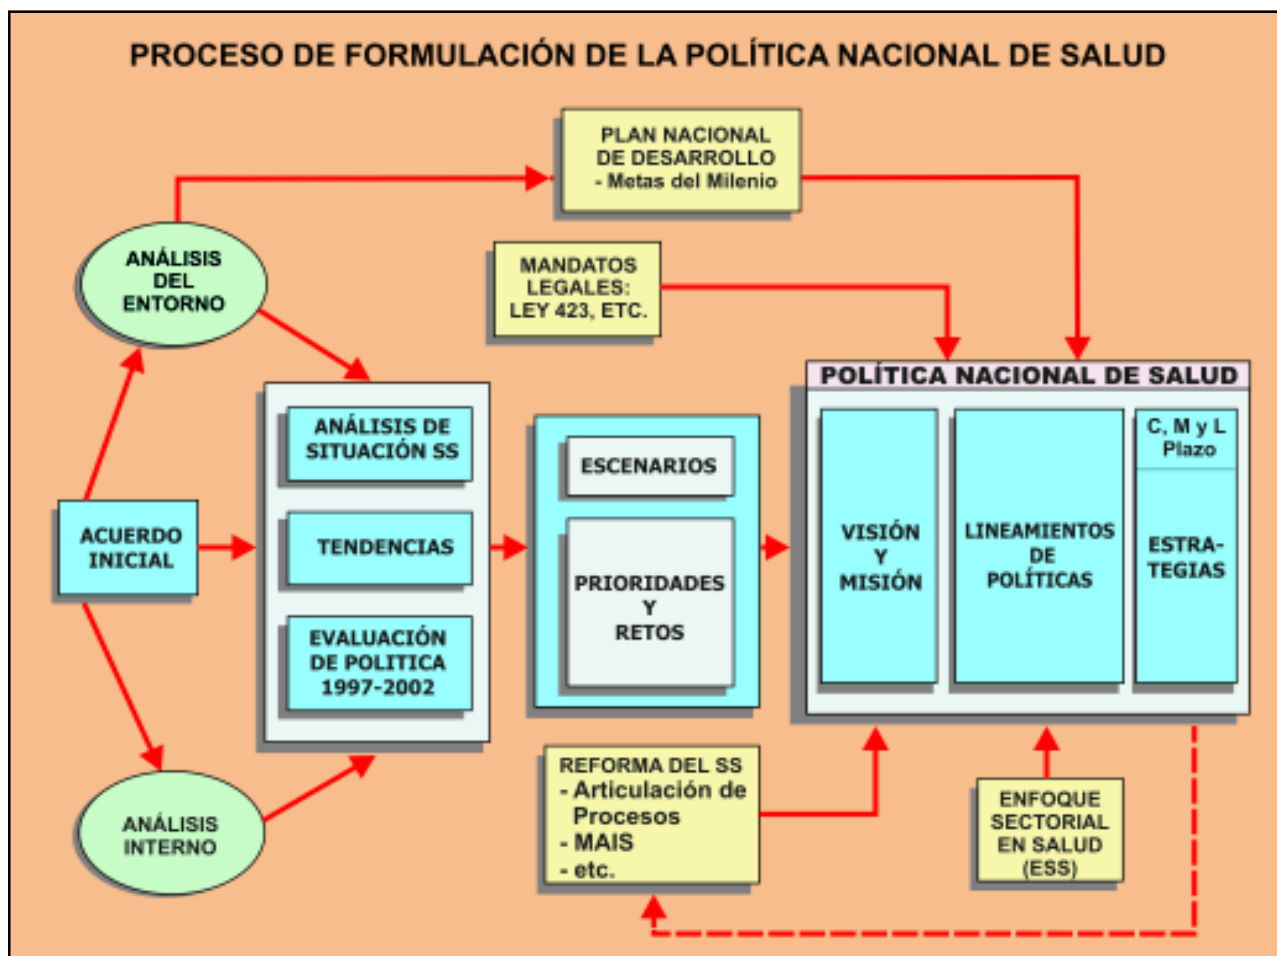 PROCESO DE FORMULACIÓN DE LA POLÍTICA NACIONAL DE SALUD
PLAN NACIONAL
DE DESARROLLO
- Metas del Milenio
ANÁLISIS
DEL
ENTORNO
MANDATOS
LEGALES:
LEY 423, ETC.
ACUERDO
INICIAL
ANÁLISIS DE
SITUACIÓN SS
TENDENCIAS
EVALUACIÓN
DE POLITICA
1997-2002
ESCENARIOS
PRIORIDADES
Y
RETOS
POLÍTICA NACIONAL DE SALUD
VISIÓN
Y
MISIÓN
LINEAMIENTOS
DE
POLÍTICAS
C, M y L
Plazo
ESTRA-
TEGIAS
ANÁLISIS
INTERNO
REFORMA DEL SS
- Articulación de
Procesos
- MAIS
- etc.
ENFOQUE
SECTORIAL
EN SALUD
(ESS)